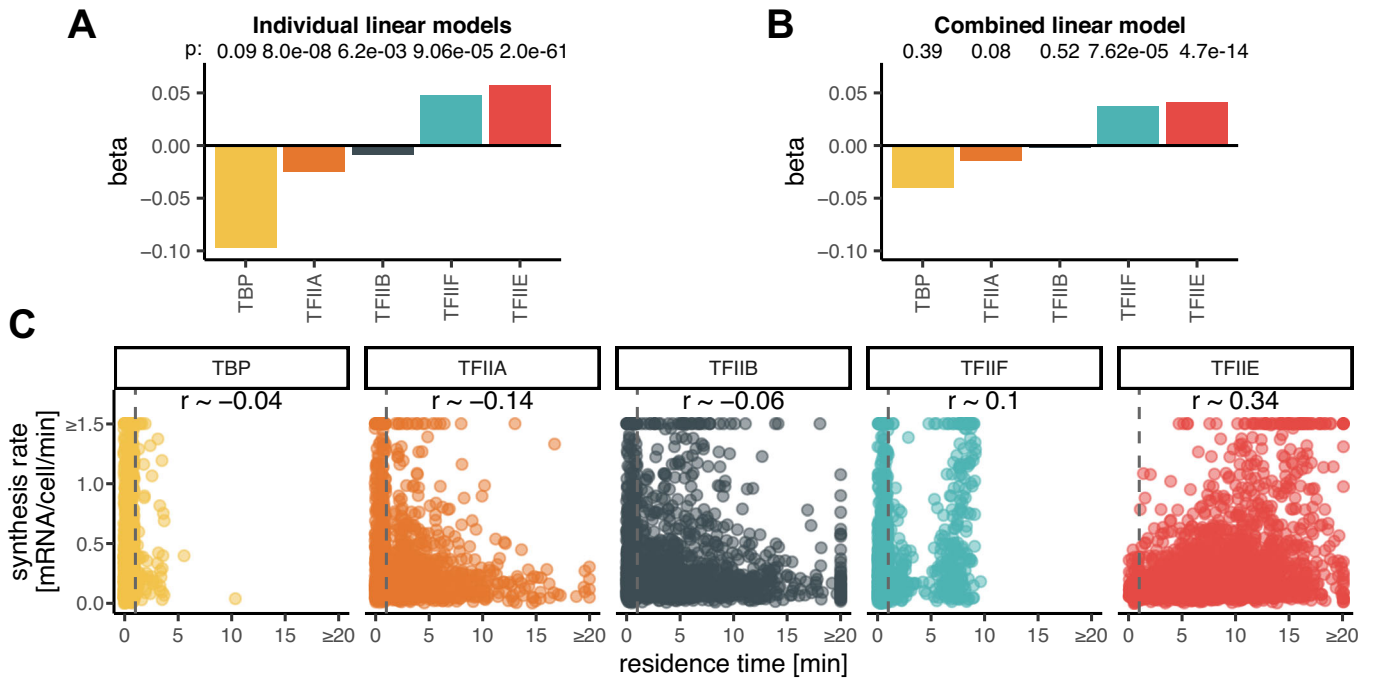 A
Individual linear models
p: 0.09 8.0e-08 6.2e-03 9.06e-05 2.0e-61
0.05
0.00
−0.05
−0.10
beta
TBP
TFIIA
TFIIB
TFIIF
TFIIE
B
Combined linear model
0.39 0.08 0.52 7.62e-05 4.7e-14
0.05
0.00
−0.05
−0.10
beta
TBP
TFIIA
TFIIB
TFIIF
TFIIE
C
TBP TFIIA TFIIB TFIIF TFIIE
r ~ −0.04 r ~ −0.14 r ~ −0.06 r ~ 0.1 r ~ 0.34
synthesis rate
[mRNA/cell/min]
≥1.5
1.0
0.5
0.0
0 5 10 15 ≥20 0 5 10 15 ≥20 0 5 10 15 ≥20 0 5 10 15 ≥20 0 5 10 15 ≥20
residence time [min]